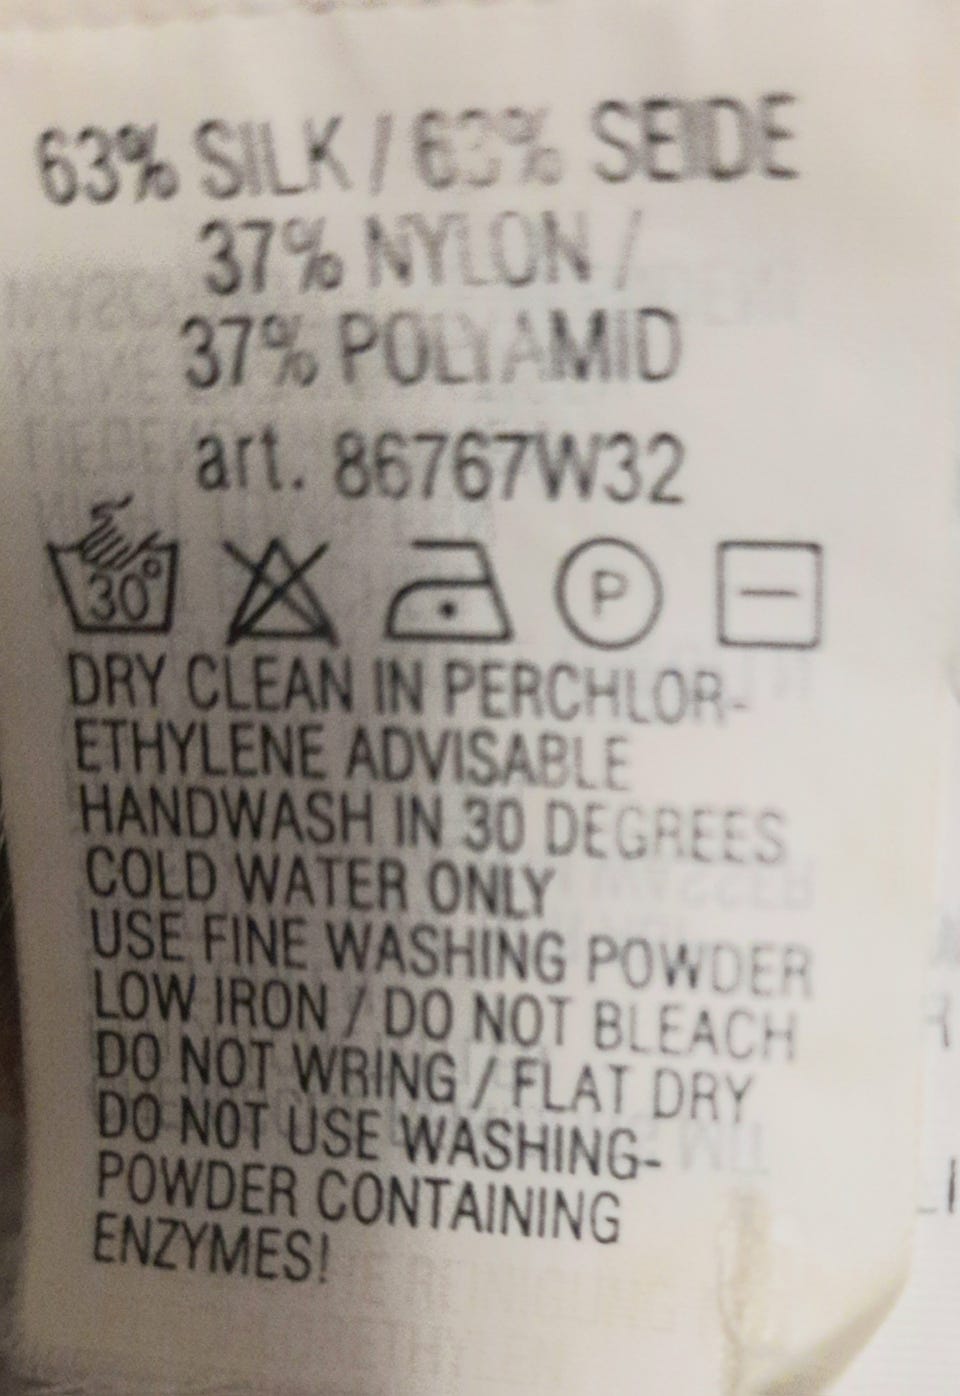 63% SILK / 63% SEIDE
37% NYLON /
37% POLYAMID
art. 86767W32
30°
P
DRY CLEAN IN PERCHLOR-
ETHYLENE ADVISABLE
HANDWASH IN 30 DEGREES
COLD WATER ONLY
USE FINE WASHING POWDER
LOW IRON / DO NOT BLEACH
DO NOT WRING / FLAT DRY
DO NOT USE WASHING-
POWDER CONTAINING
ENZYMES!